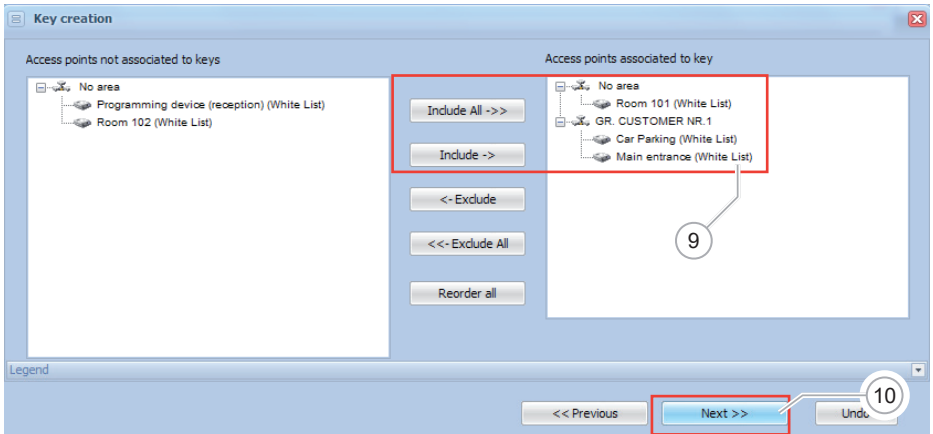 Key creation
Access points not associated to keys
No area
Programming device (reception) (White List)
Room 102 (White List)
Include All ->>
Include ->
<- Exclude
<<- Exclude All
Reorder all
Access points associated to key
No area
Room 101 (White List)
GR. CUSTOMER NR.1
Car Parking (White List)
Main entrance (White List)
9
Legend
<< Previous
Next >>
Undo
10